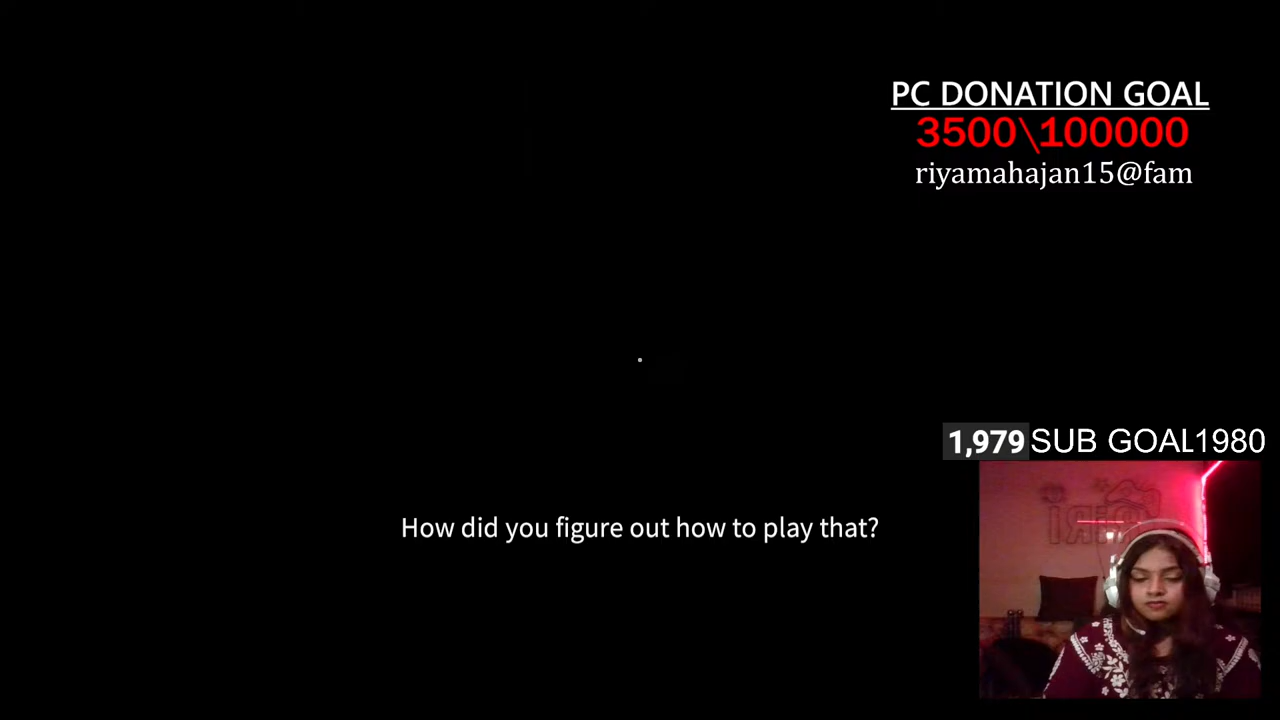 PC DONATION GOAL
3500\100000
riyamahajan15@fam
1,979 SUB GOAL1980
How did you figure out how to play that?